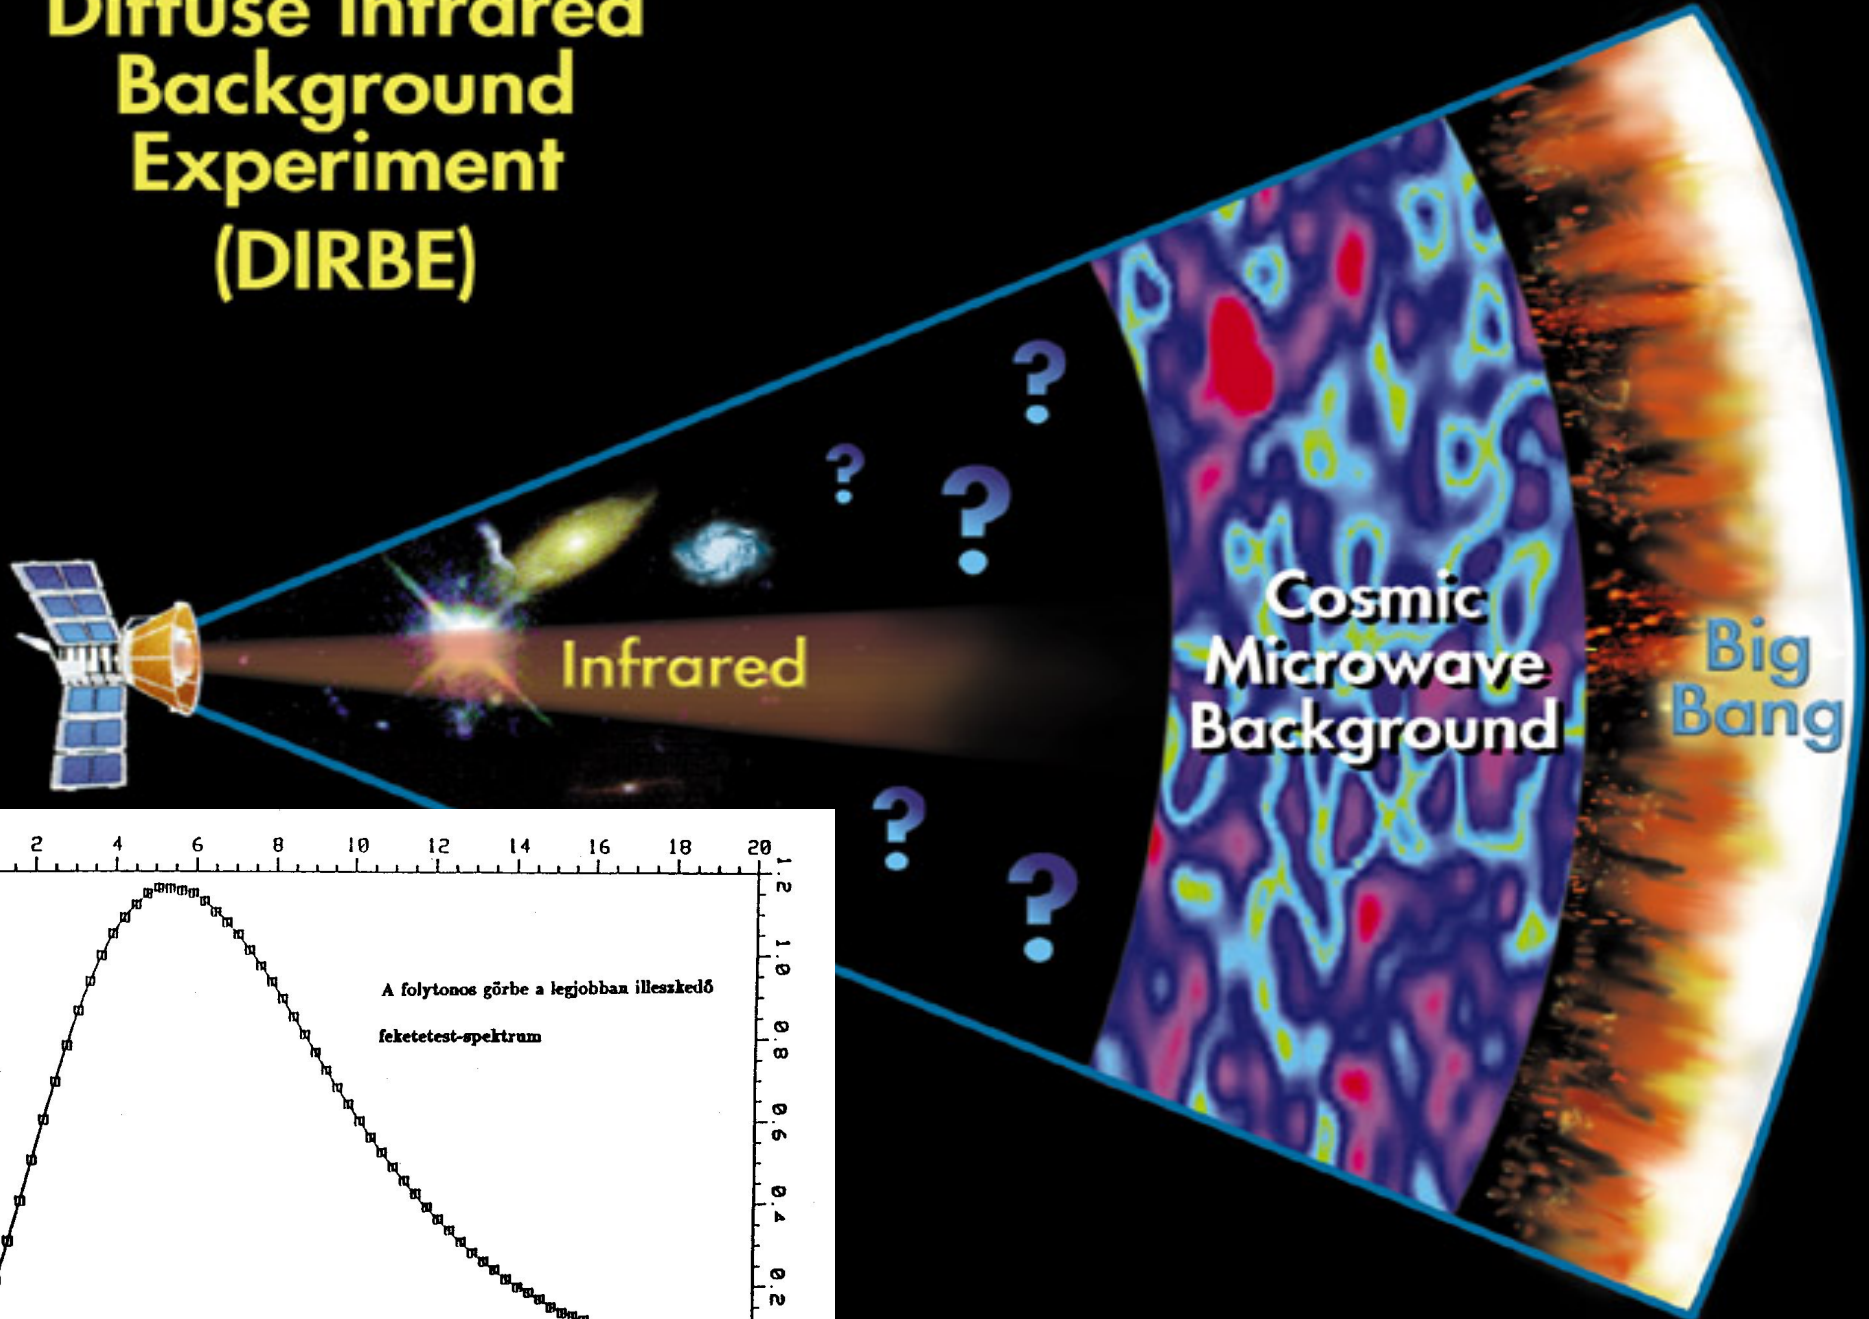 Diffuse Infrared
Background
Experiment
(DIRBE)
?
?
?
Infrared
Cosmic
Microwave
Background
Big
Bang
?
?
2 4 6 8 10 12 14 16 18 20
1.2
1.0
0.8
0.6
0.4
0.2
A folytonos görbe a legjobban illeszkedő
feketetest-spektrum